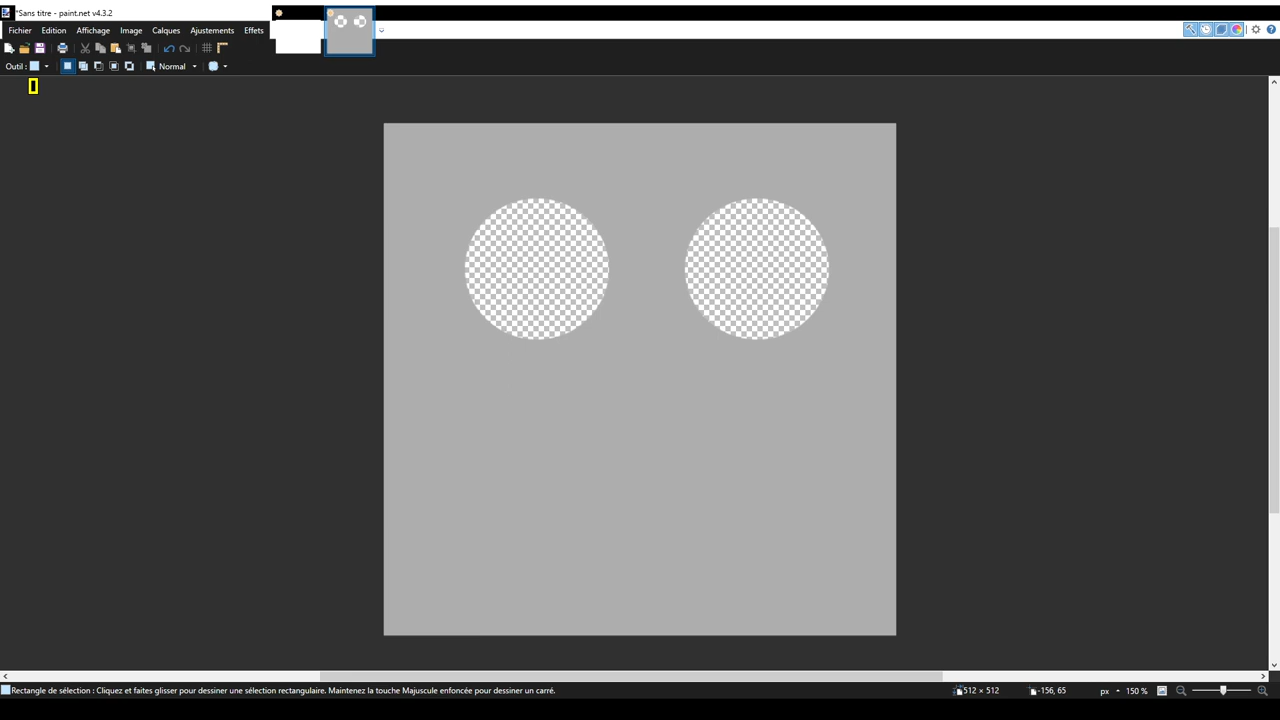 *Sans titre - paint.net v4.3.2
Fichier Edition Affichage Image Calques Ajustements Effets
Outil : Normal
Rectangle de sélection : Cliquez et faites glisser pour dessiner une sélection rectangulaire. Maintenez la touche Majuscule enfoncée pour dessiner un carré. 512 × 512 -156, 65 px 150 %